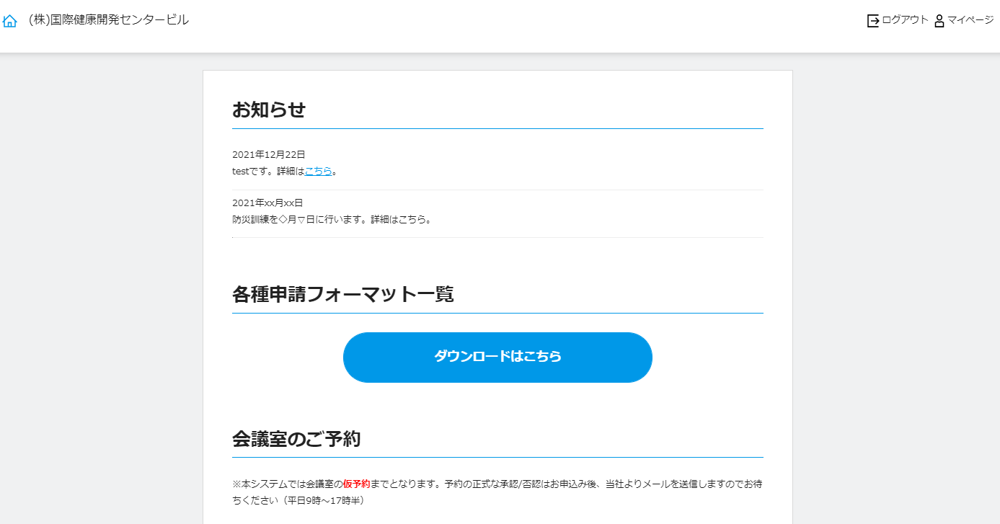 (株)国際健康開発センタービル
ログアウト マイページ
お知らせ
2021年12月22日
testです。詳細はこちら。
2021年xx月xx日
防災訓練を◇月▽日に行います。詳細はこちら。
各種申請フォーマット一覧
ダウンロードはこちら
会議室のご予約
※本システムでは会議室の仮予約までとなります。予約の正式な承認/否認はお申込み後、当社よりメールを送信しますのでお待
ちください（平日9時～17時半）